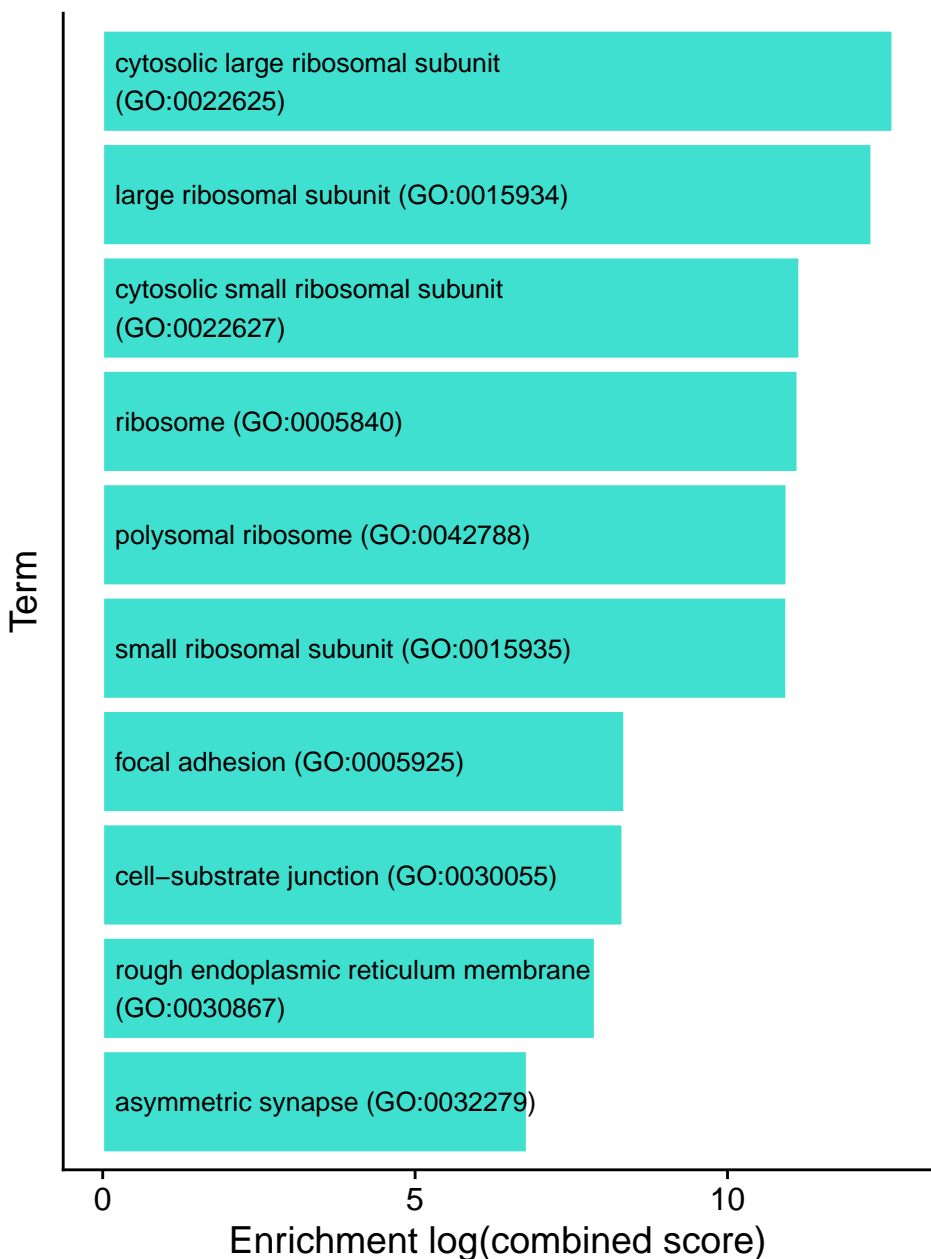 cytosolic large ribosomal subunit
(GO:0022625)
large ribosomal subunit (GO:0015934)
cytosolic small ribosomal subunit
(GO:0022627)
ribosome (GO:0005840)
polysomal ribosome (GO:0042788)
small ribosomal subunit (GO:0015935)
focal adhesion (GO:0005925)
cell−substrate junction (GO:0030055)
rough endoplasmic reticulum membrane
(GO:0030867)
asymmetric synapse (GO:0032279)
Term
0 5 10
Enrichment log(combined score)